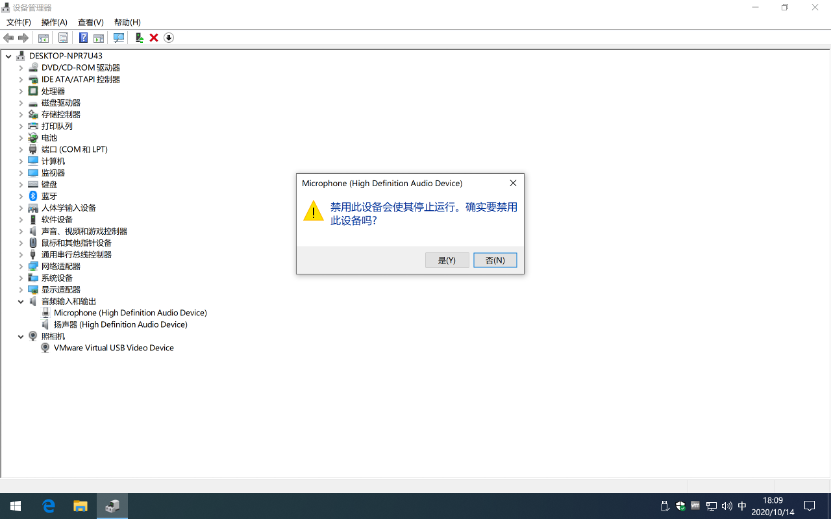 设备管理器
文件(F) 操作(A) 查看(V) 帮助(H)
DESKTOP-NPR7U43
DVD/CD-ROM 驱动器
IDE ATA/ATAPI 控制器
处理器
磁盘驱动器
存储控制器
打印队列
电池
端口 (COM 和 LPT)
计算机
监视器
键盘
蓝牙
人体学输入设备
软件设备
声音、视频和游戏控制器
鼠标和其他指针设备
通用串行总线控制器
网络适配器
系统设备
显示适配器
音频输入和输出
Microphone (High Definition Audio Device)
扬声器 (High Definition Audio Device)
照相机
VMware Virtual USB Video Device
Microphone (High Definition Audio Device)
禁用此设备会使其停止运行。确实要禁用
此设备吗?
是(Y) 否(N)
中
18:09
2020/10/14